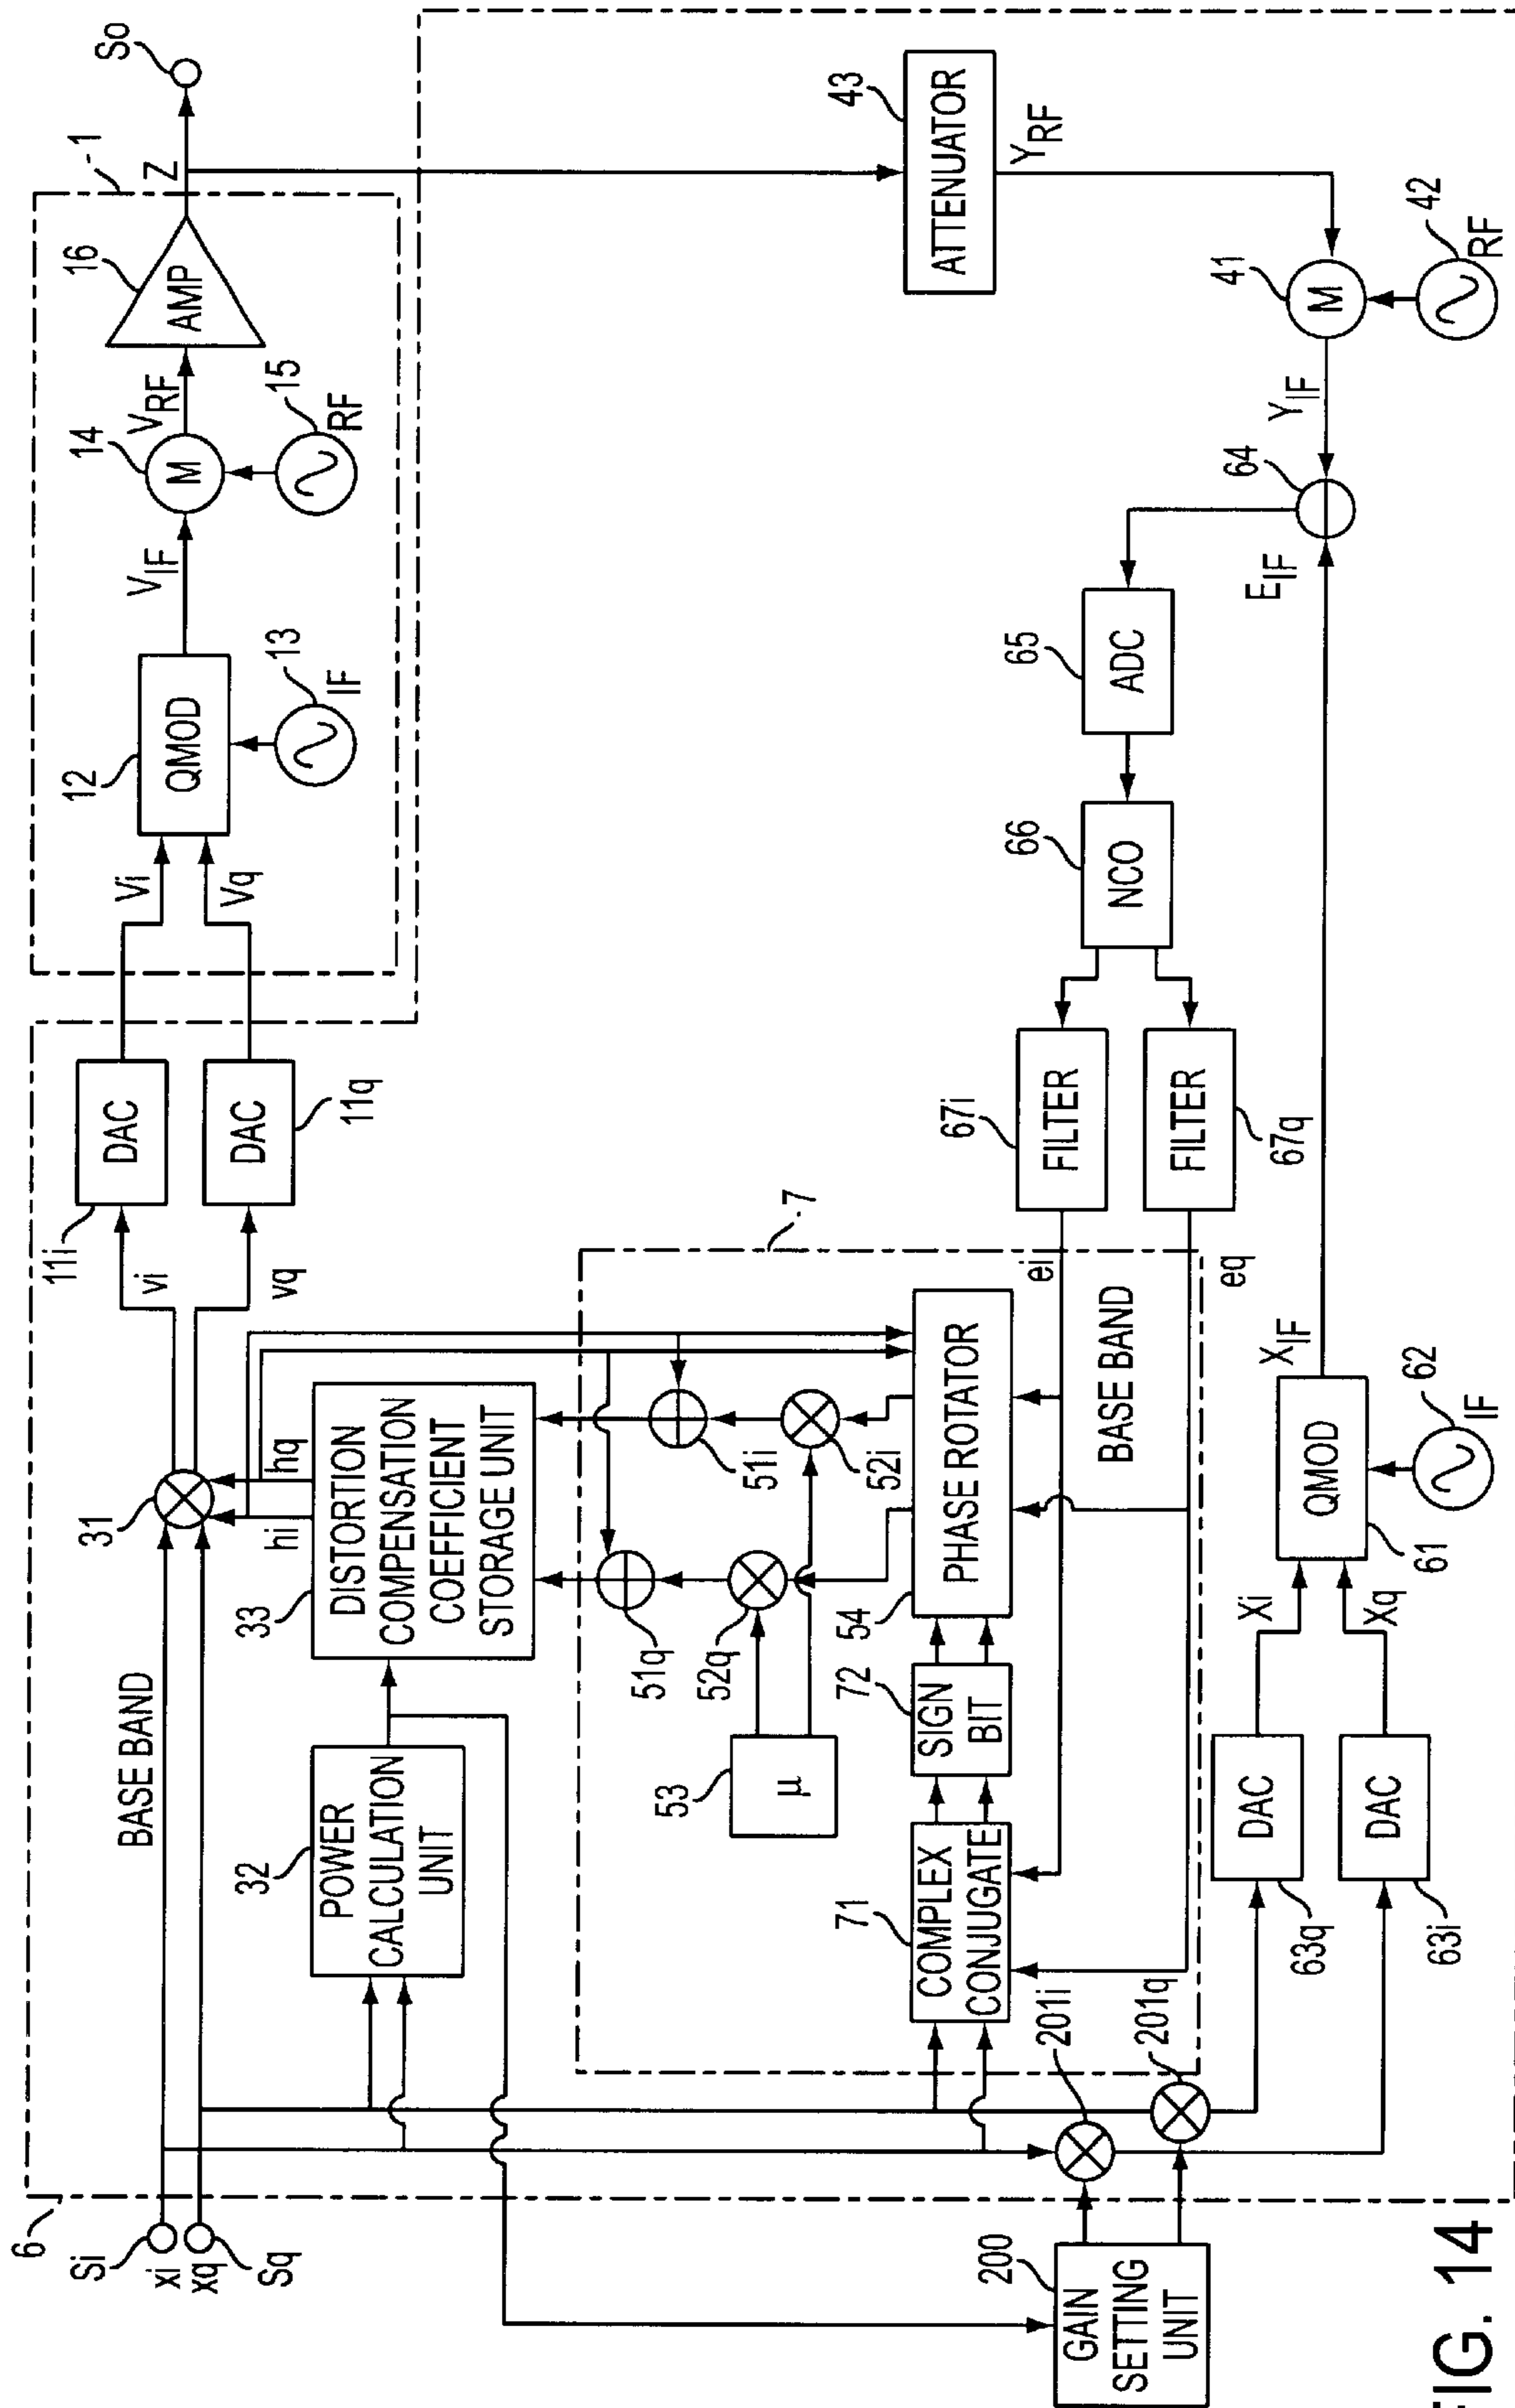 6
Si
xi
xq
Sq
BASE BAND
31
vi
vq
11i
DAC
DAC
11q
Vi
Vq
12
QMOD
13
IF
VIF
14
M
VRF
15
RF
16
AMP
1
Z
So
32
POWER
CALCULATION
UNIT
33
DISTORTION
COMPENSATION
COEFFICIENT
STORAGE UNIT
hi
hq
43
ATTENUATOR
YRF
51q
51i
52q
52i
53
μ
7
71
COMPLEX
CONJUGATE
72
SIGN
BIT
54
PHASE ROTATOR
ei
eq
BASE BAND
67i
FILTER
FILTER
67q
66
NCO
65
ADC
64
EIF
YIF
41
M
42
RF
200
GAIN
SETTING
UNIT
201i
201q
DAC
63q
DAC
63i
Xi
Xq
QMOD
61
XIF
62
IF
FIG. 14